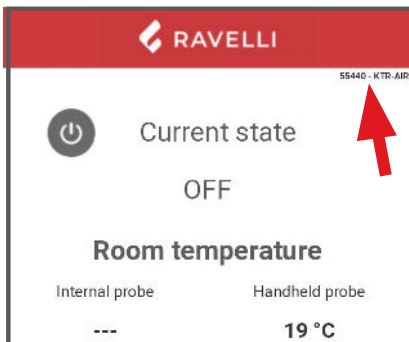 RAVELLI
55440 - KTR-AIR
Current state
OFF
Room temperature
Internal probe Handheld probe
--- 19 °C